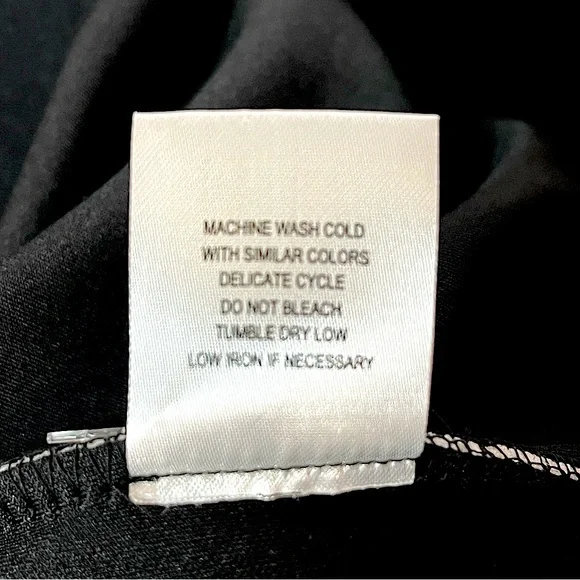 MACHINE WASH COLD
WITH SIMILAR COLORS
DELICATE CYCLE
DO NOT BLEACH
TUMBLE DRY LOW
LOW IRON IF NECESSARY